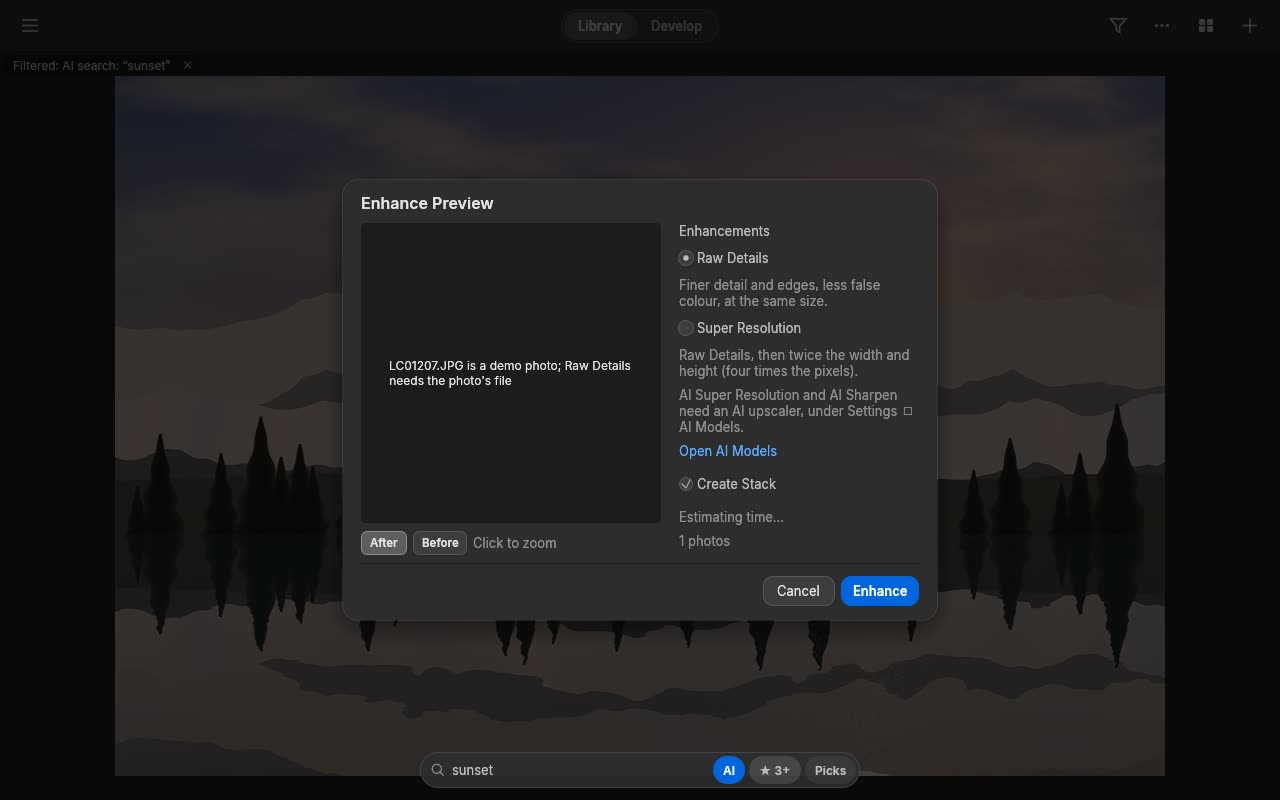 Library
Develop
Filtered: AI search: “sunset” ×
Enhance Preview
LC01207.JPG is a demo photo; Raw Details
needs the photo's file
After
Before
Click to zoom
Enhancements
Raw Details
Finer detail and edges, less false
colour, at the same size.
Super Resolution
Raw Details, then twice the width and
height (four times the pixels).
AI Super Resolution and AI Sharpen
need an AI upscaler, under Settings □
AI Models.
Open AI Models
Create Stack
Estimating time...
1 photos
Cancel
Enhance
sunset
AI
★ 3+
Picks